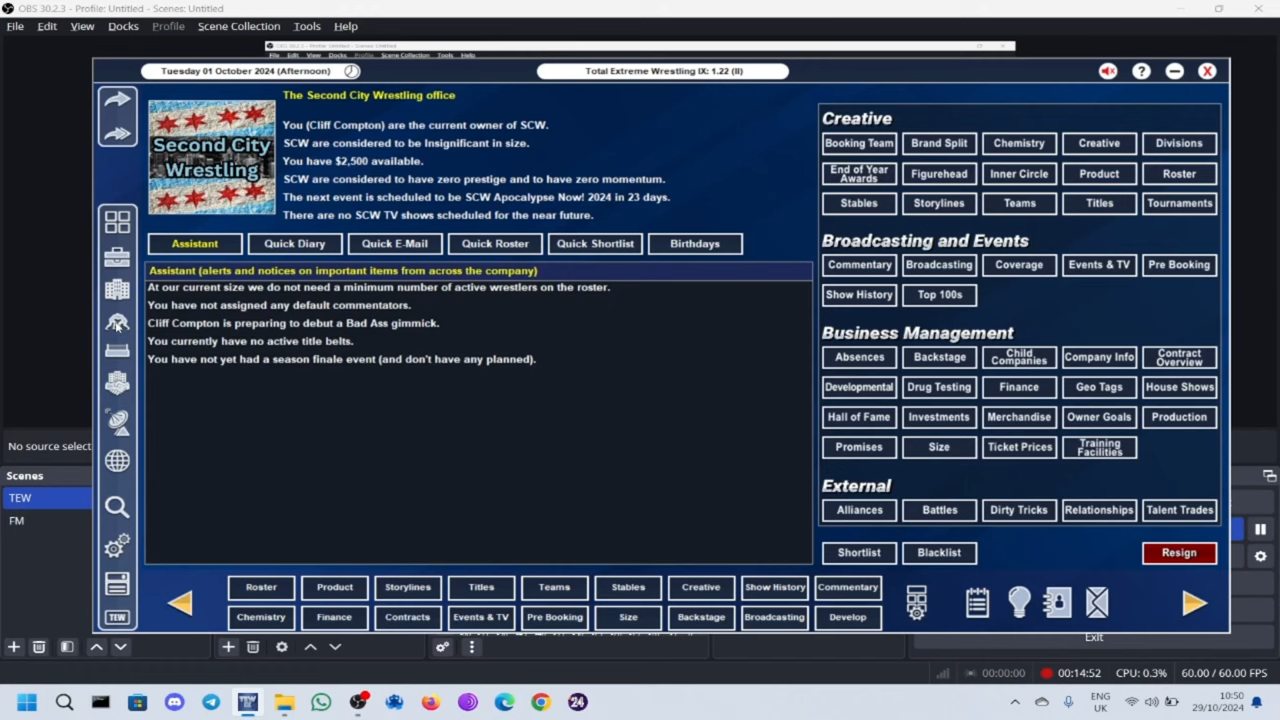 OBS 30.2.3 - Profile: Untitled - Scenes: Untitled
File Edit View Docks Profile Scene Collection Tools Help
File Edit View Docks Profile Scene Collection Tools Help
Tuesday 01 October 2024 (Afternoon)
Total Extreme Wrestling IX: 1.22 (II)
Second City
Wrestling
The Second City Wrestling office
You (Cliff Compton) are the current owner of SCW.
SCW are considered to be Insignificant in size.
You have $2,500 available.
SCW are considered to have zero prestige and to have zero momentum.
The next event is scheduled to be SCW Apocalypse Now! 2024 in 23 days.
There are no SCW TV shows scheduled for the near future.
Assistant Quick Diary Quick E-Mail Quick Roster Quick Shortlist Birthdays
Assistant (alerts and notices on important items from across the company)
At our current size we do not need a minimum number of active wrestlers on the roster.
You have not assigned any default commentators.
Cliff Compton is preparing to debut a Bad Ass gimmick.
You currently have no active title belts.
You have not yet had a season finale event (and don't have any planned).
Creative
Booking Team Brand Split Chemistry Creative Divisions
End of Year Awards Figurehead Inner Circle Product Roster
Stables Storylines Teams Titles Tournaments
Broadcasting and Events
Commentary Broadcasting Coverage Events & TV Pre Booking
Show History Top 100s
Business Management
Absences Backstage Child Companies Company Info Contract Overview
Developmental Drug Testing Finance Geo Tags House Shows
Hall of Fame Investments Merchandise Owner Goals Production
Promises Size Ticket Prices Training Facilities
External
Alliances Battles Dirty Tricks Relationships Talent Trades
Shortlist Blacklist Resign
Roster Product Storylines Titles Teams Stables Creative Show History Commentary
Chemistry Finance Contracts Events & TV Pre Booking Size Backstage Broadcasting Develop
TEW
No source select
Scenes
TEW
FM
Exit
00:00:00 00:14:52 CPU: 0.3% 60.00 / 60.00 FPS
TEW
24
ENG
UK
10:50
29/10/2024